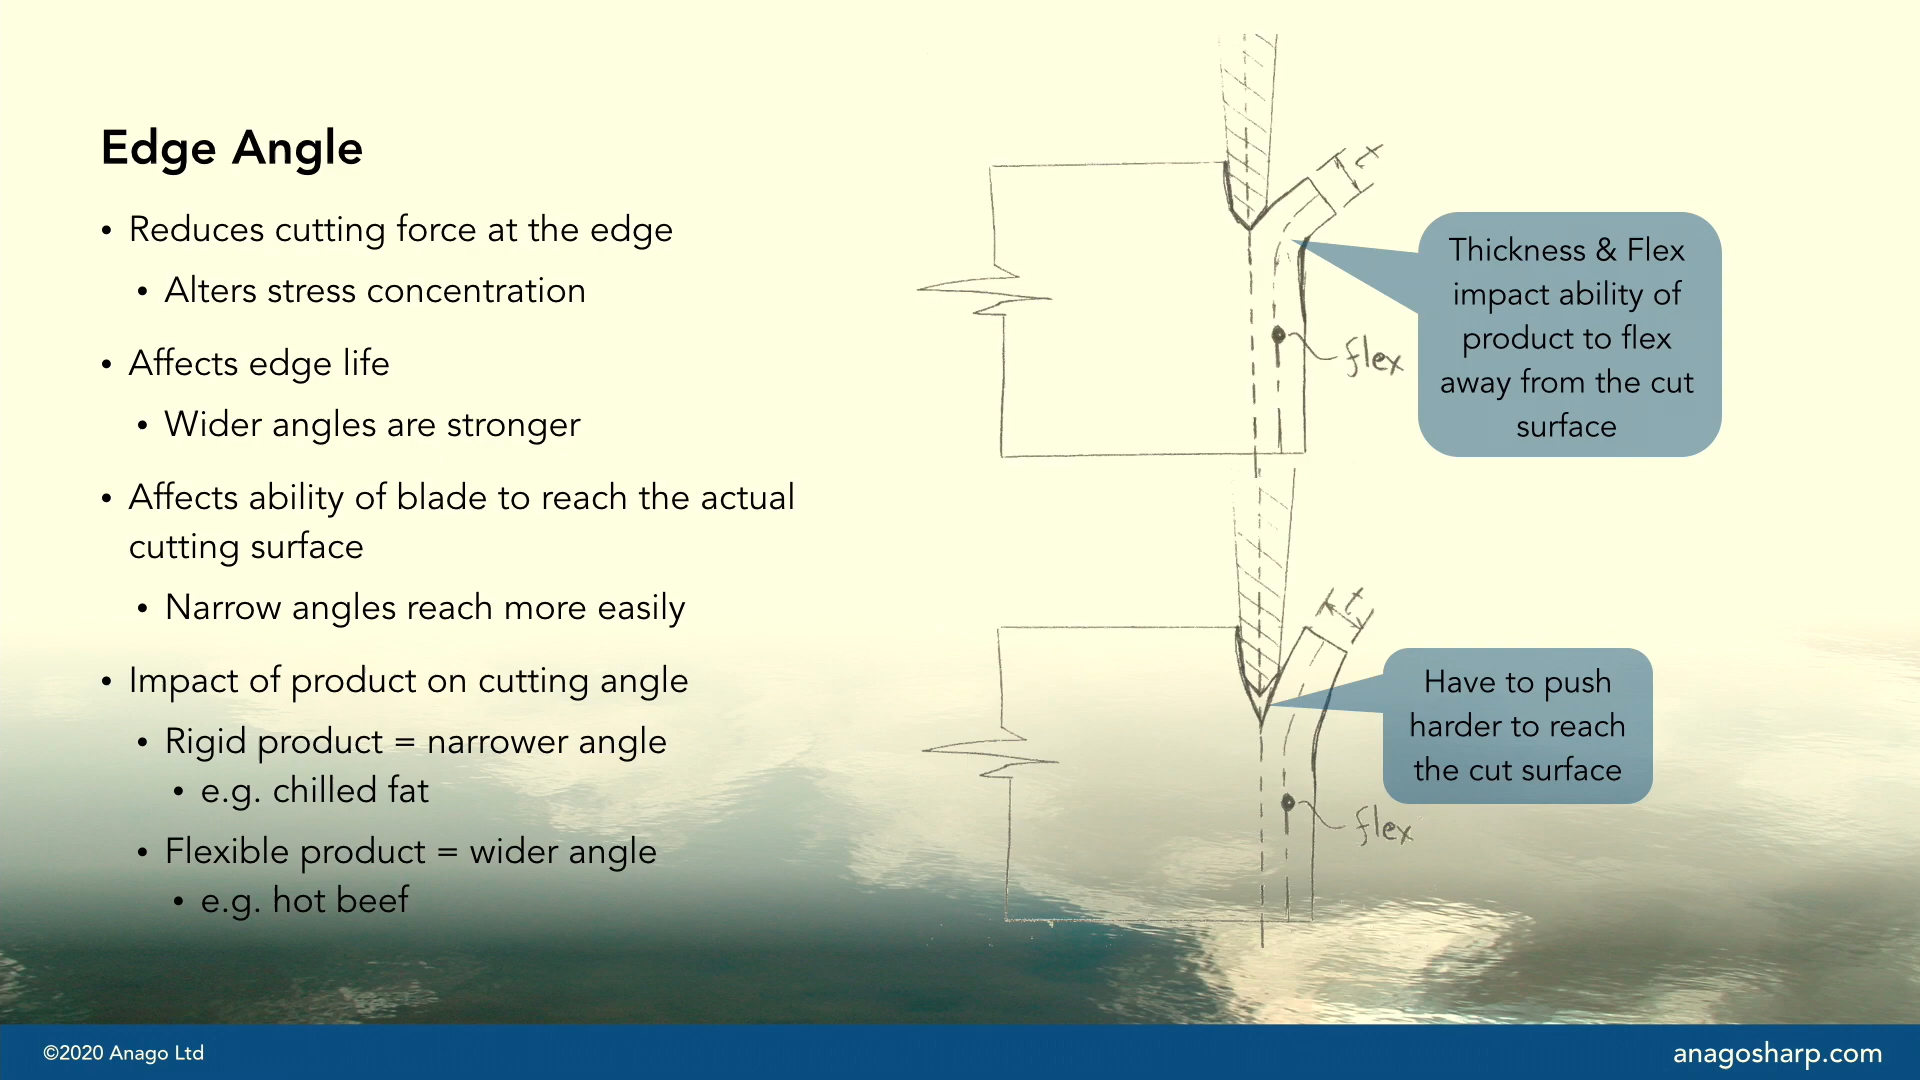 Edge Angle
• Reduces cutting force at the edge
• Alters stress concentration
• Affects edge life
• Wider angles are stronger
• Affects ability of blade to reach the actual
cutting surface
• Narrow angles reach more easily
• Impact of product on cutting angle
• Rigid product = narrower angle
• e.g. chilled fat
• Flexible product = wider angle
• e.g. hot beef
t
flex
Thickness & Flex
impact ability of
product to flex
away from the cut
surface
t
flex
Have to push
harder to reach
the cut surface
©2020 Anago Ltd
anagosharp.com